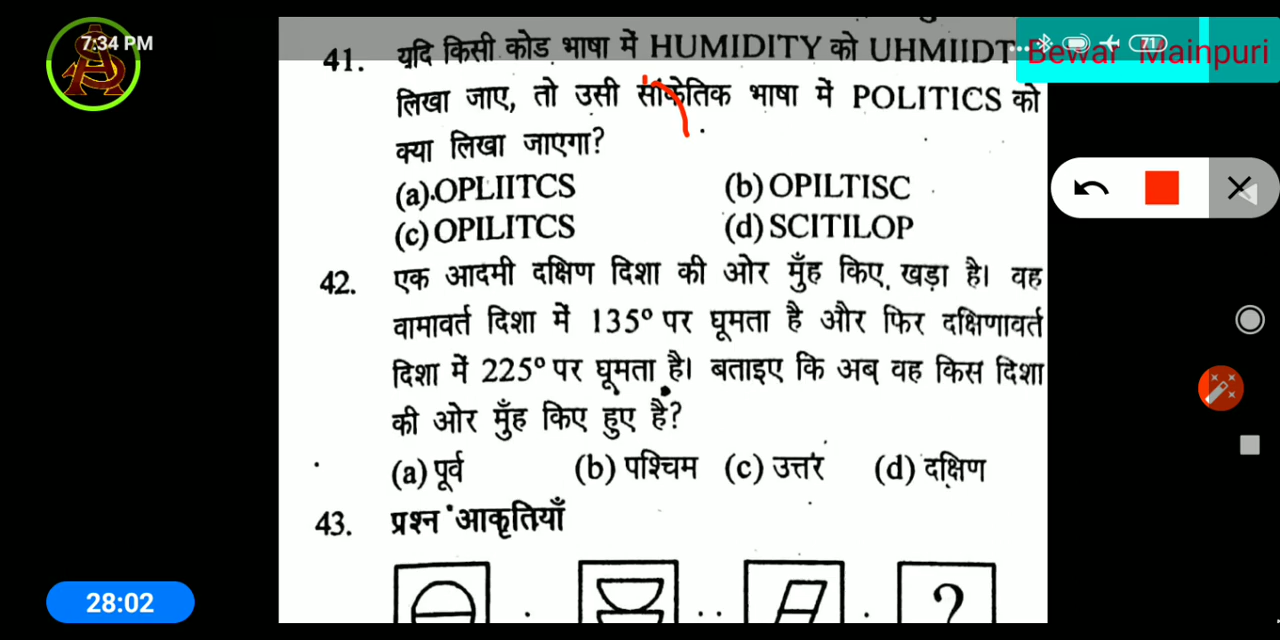 7:34 PM
71
Bewar Mainpuri
41. यदि किसी कोड भाषा में HUMIDITY को UHMIIDT
लिखा जाए, तो उसी सांकेतिक भाषा में POLITICS को
क्या लिखा जाएगा?
(a) OPLIITCS (b) OPILTISC
(c) OPILITCS (d) SCITILOP
42. एक आदमी दक्षिण दिशा की ओर मुँह किए खड़ा है। वह
वामावर्त दिशा में 135° पर घूमता है और फिर दक्षिणावर्त
दिशा में 225° पर घूमता है। बताइए कि अब वह किस दिशा
की ओर मुँह किए हुए है?
(a) पूर्व (b) पश्चिम (c) उत्तर (d) दक्षिण
43. प्रश्न आकृतियाँ
?
28:02